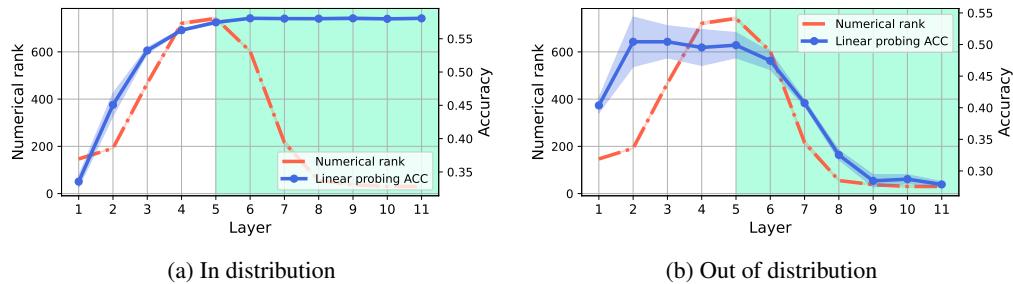 Numerical rank
600
400
200
0
0.55
0.50
0.45
0.40
0.35
Accuracy
Numerical rank
Linear probing ACC
1 2 3 4 5 6 7 8 9 10 11
Layer
(a) In distribution
Numerical rank
600
400
200
0
0.55
0.50
0.45
0.40
0.35
0.30
Accuracy
Numerical rank
Linear probing ACC
1 2 3 4 5 6 7 8 9 10 11
Layer
(b) Out of distribution